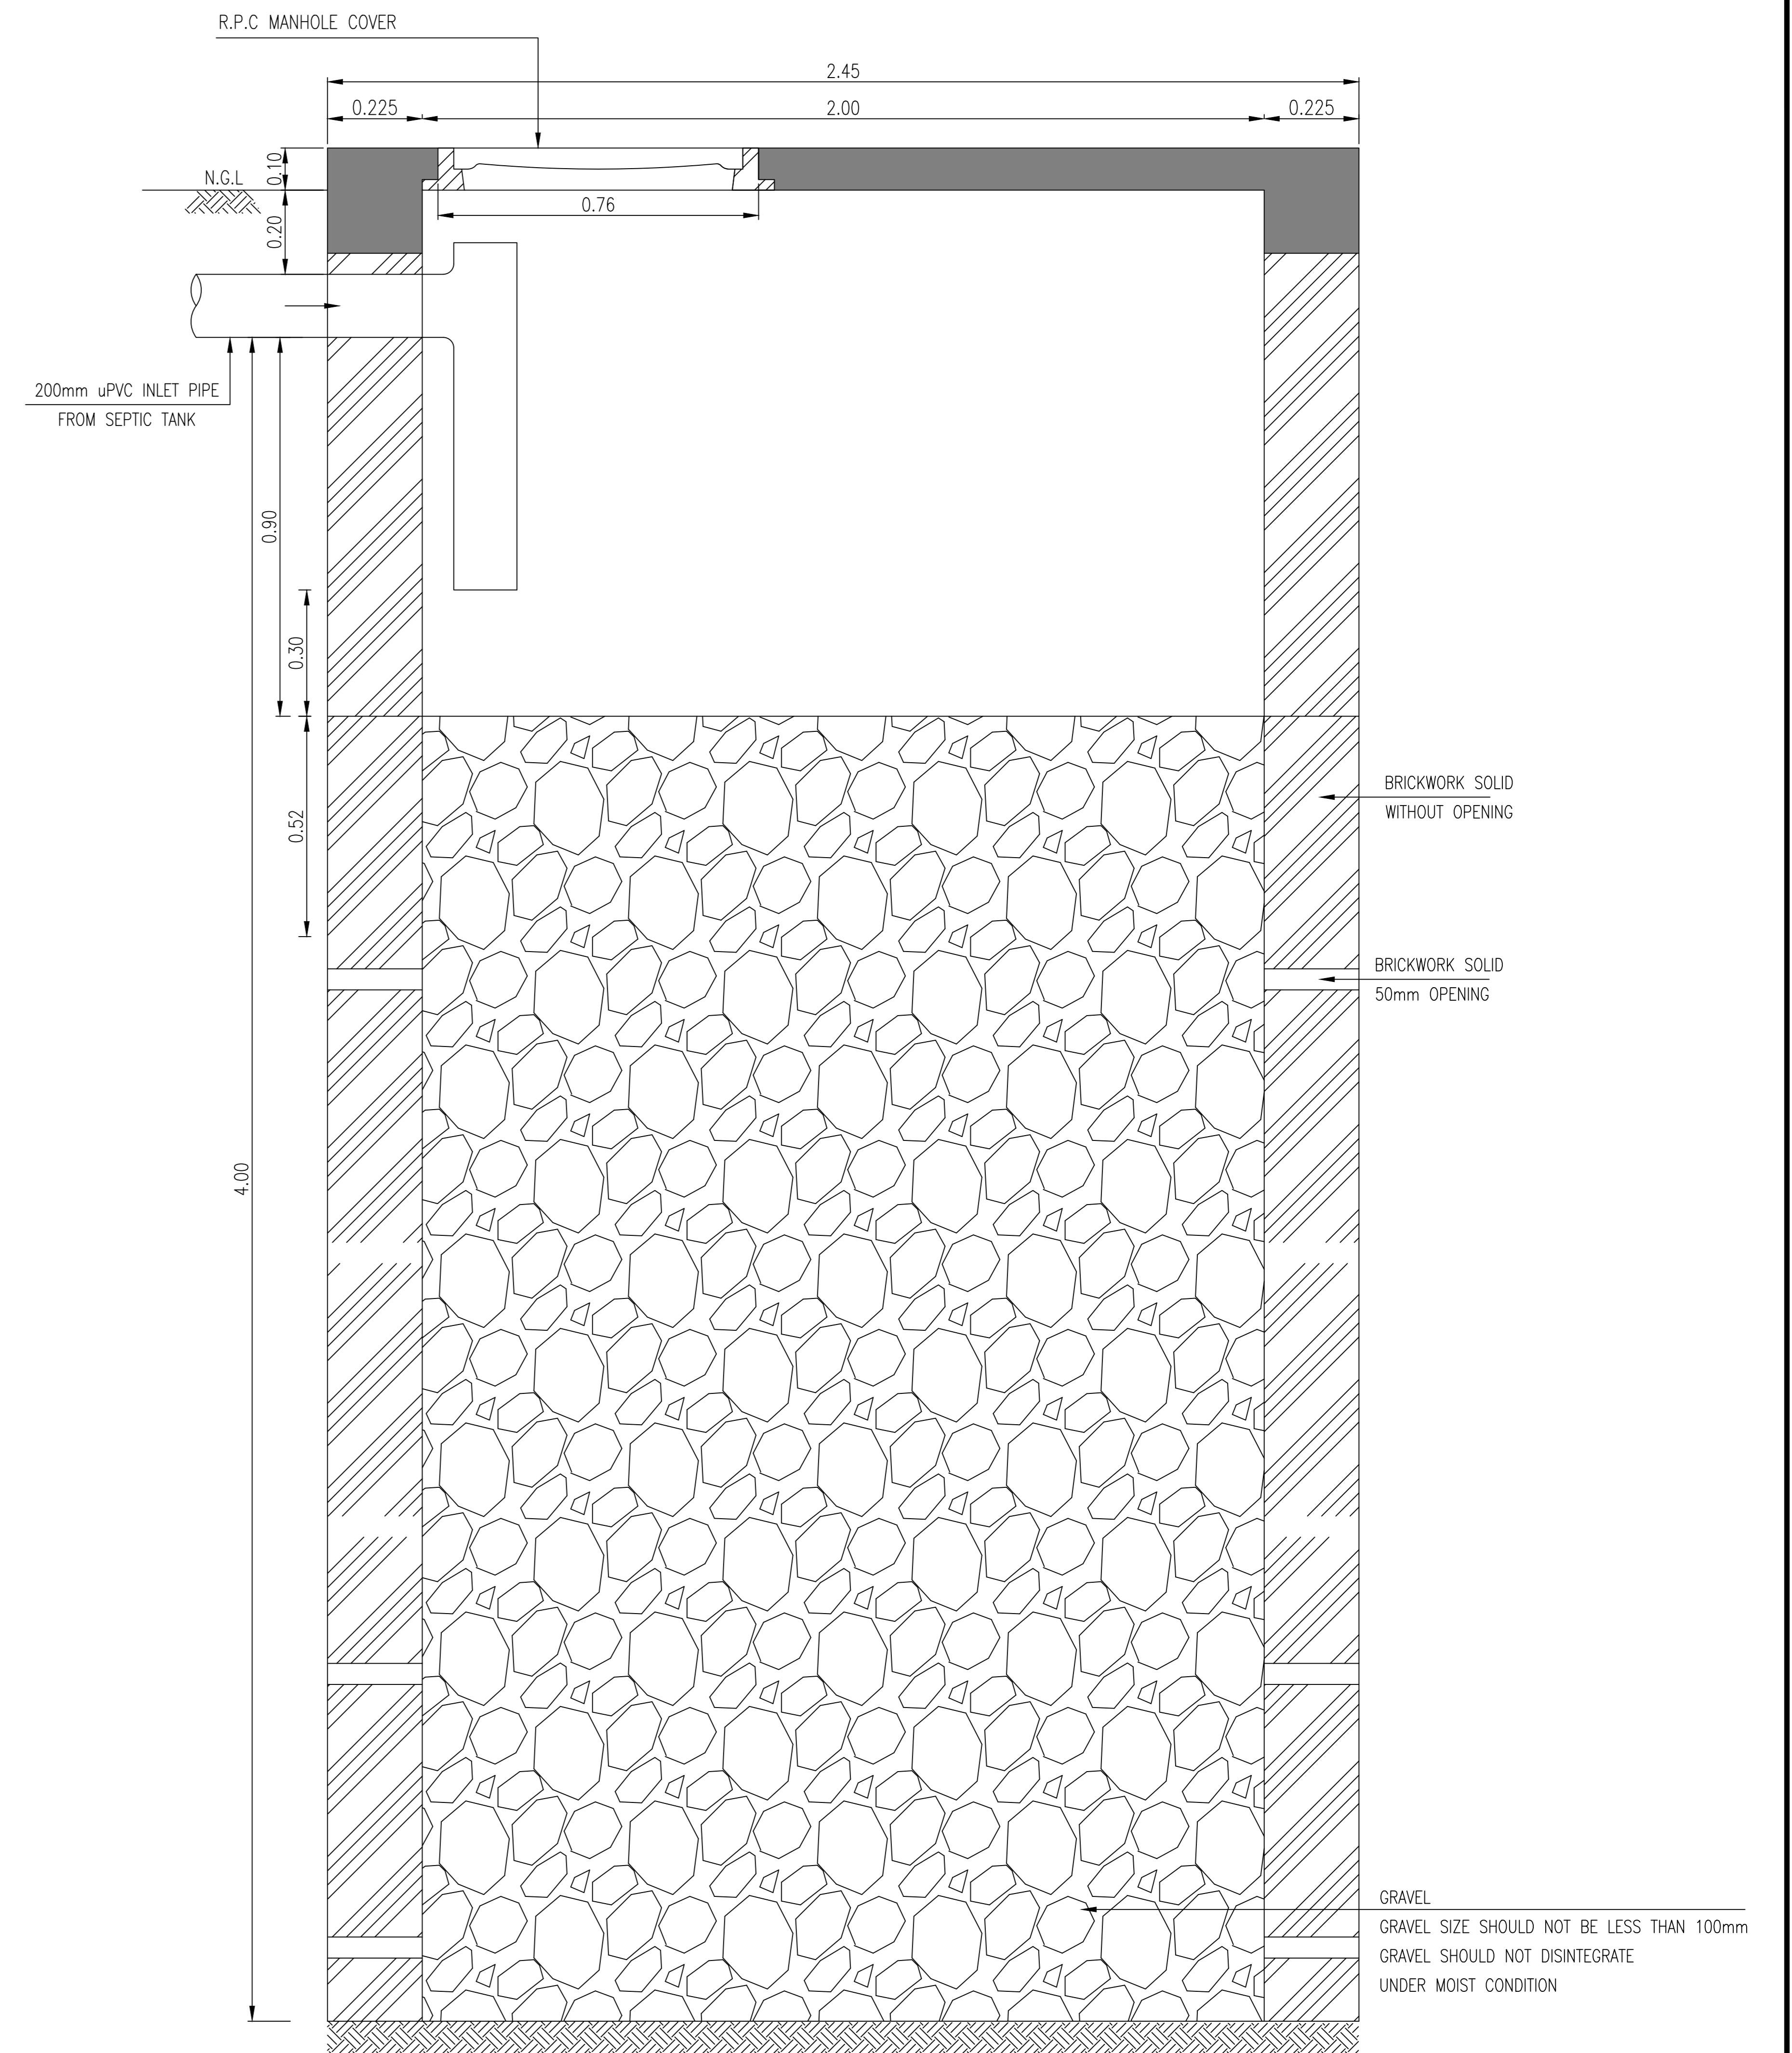 R.P.C MANHOLE COVER
2.45
0.225
2.00
0.225
0.10
N.G.L
0.76
0.20
200mm uPVC INLET PIPE
FROM SEPTIC TANK
0.90
0.30
0.52
BRICKWORK SOLID
WITHOUT OPENING
BRICKWORK SOLID
50mm OPENING
4.00
GRAVEL
GRAVEL SIZE SHOULD NOT BE LESS THAN 100mm
GRAVEL SHOULD NOT DISINTEGRATE
UNDER MOIST CONDITION